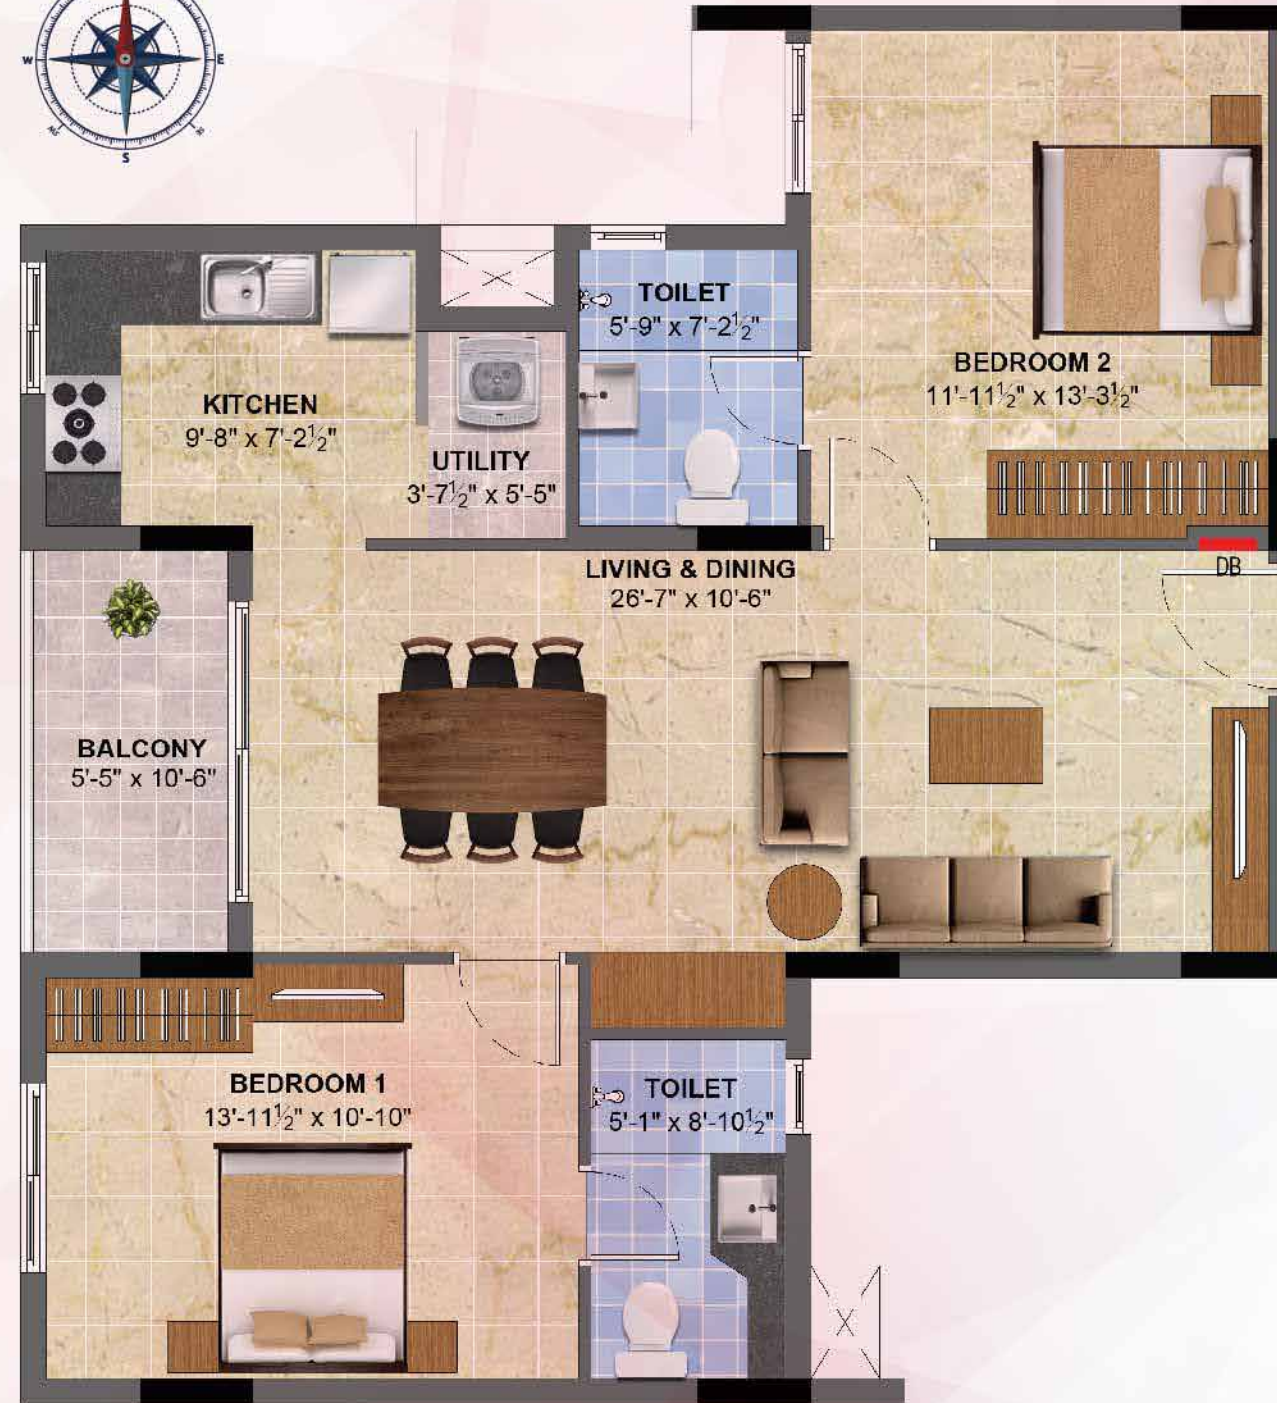 W
E
S
TOILET
5'-9" x 7'-2½"
BEDROOM 2
11'-11½" x 13'-3½"
KITCHEN
9'-8" x 7'-2½"
UTILITY
3'-7½" x 5'-5"
LIVING & DINING
26'-7" x 10'-6"
DB
BALCONY
5'-5" x 10'-6"
BEDROOM 1
13'-11½" x 10'-10"
TOILET
5'-1" x 8'-10½"